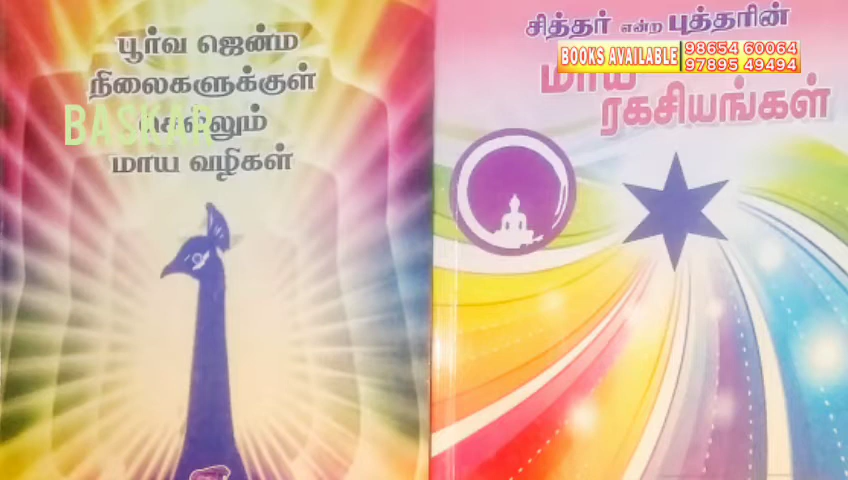 பூர்வ ஜென்ம
நிலைகளுக்குள்
செல்லும்
மாய வழிகள்
BASKAR
சித்தர் என்ற புத்தரின்
மாய
ரகசியங்கள்
BOOKS AVAILABLE
98654 60064
97895 49494